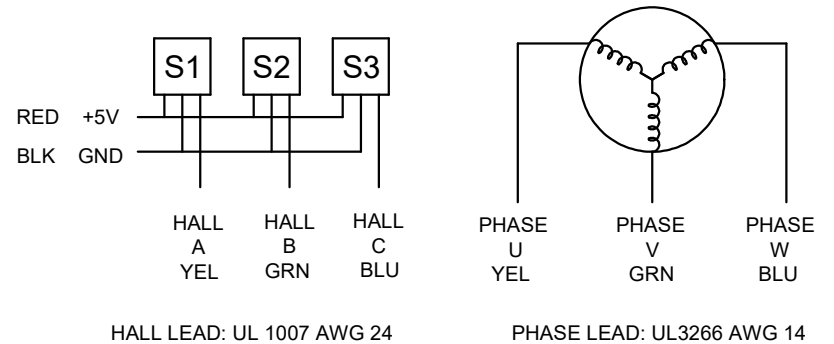 S1 S2 S3
RED +5V
BLK GND
HALL
A
YEL
HALL
B
GRN
HALL
C
BLU
PHASE
U
YEL
PHASE
V
GRN
PHASE
W
BLU
HALL LEAD: UL 1007 AWG 24
PHASE LEAD: UL3266 AWG 14